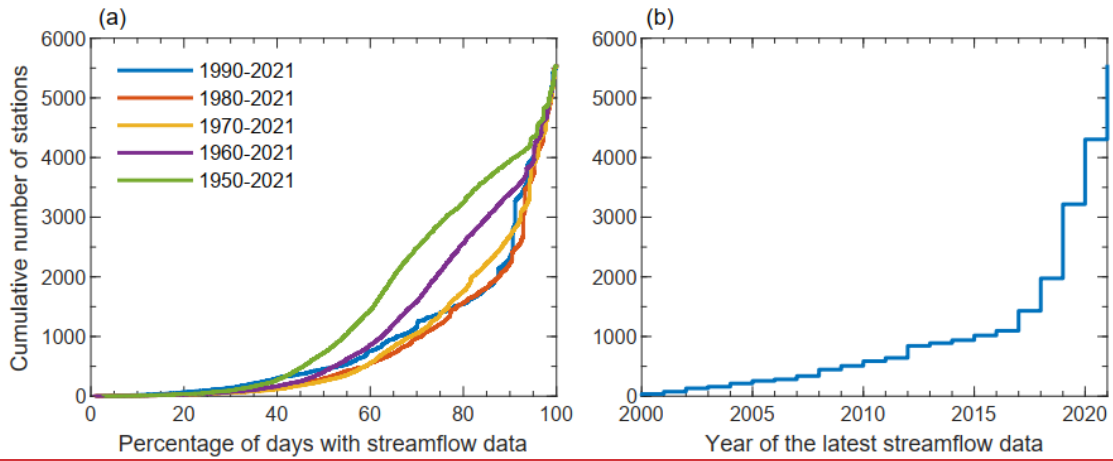 (a)
(b)
6000
5000
4000
3000
2000
1000
0
1990-2021
1980-2021
1970-2021
1960-2021
1950-2021
0 20 40 60 80 100
Cumulative number of stations
Percentage of days with streamflow data
6000
5000
4000
3000
2000
1000
0
2000 2005 2010 2015 2020
Year of the latest streamflow data